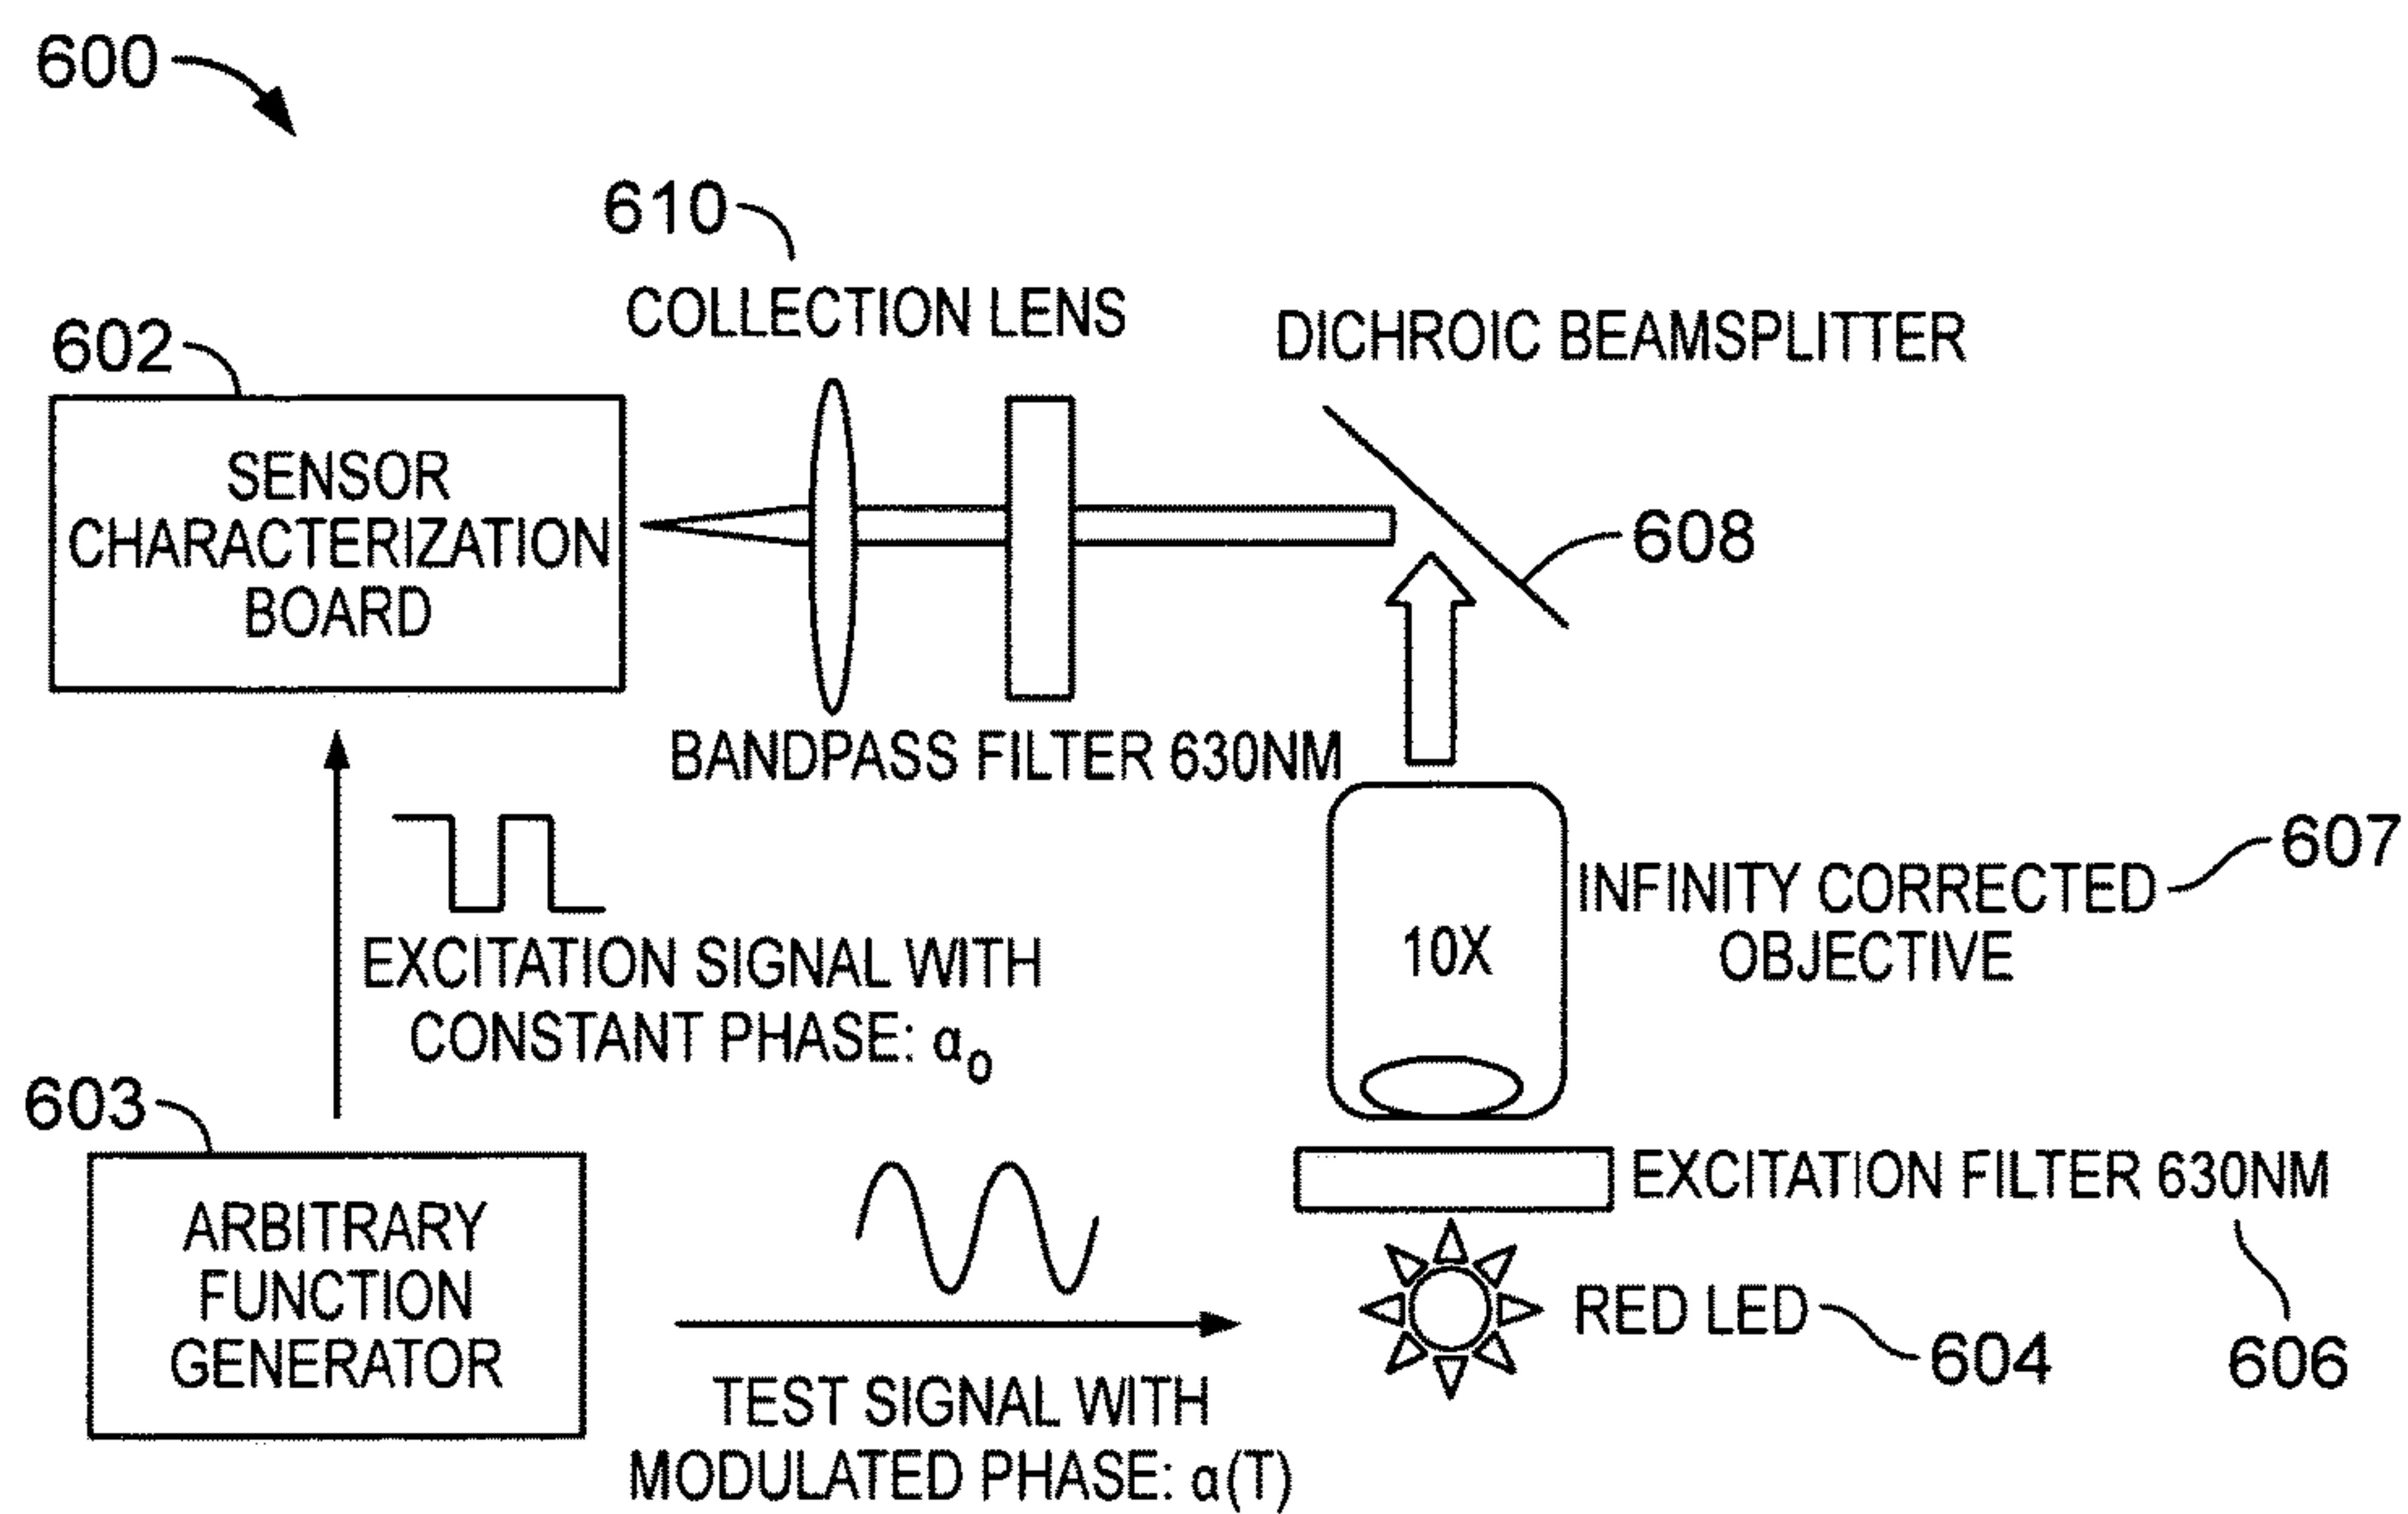 600
610
COLLECTION LENS
DICHROIC BEAMSPLITTER
602
SENSOR
CHARACTERIZATION
BOARD
608
BANDPASS FILTER 630NM
607
INFINITY CORRECTED
OBJECTIVE
10X
EXCITATION SIGNAL WITH
CONSTANT PHASE: α₀
603
ARBITRARY
FUNCTION
GENERATOR
EXCITATION FILTER 630NM
RED LED
604
606
TEST SIGNAL WITH
MODULATED PHASE: α(T)